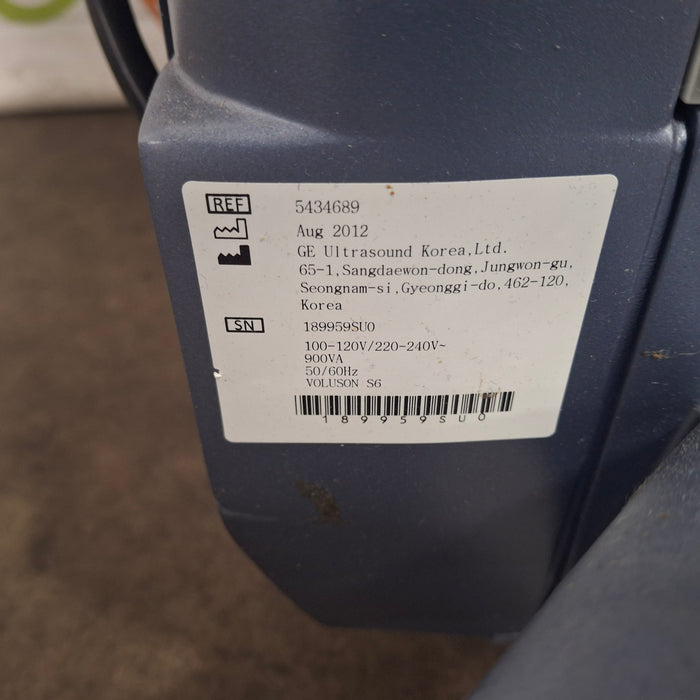 REF 5434689
Aug 2012
GE Ultrasound Korea,Ltd.
65-1,Sangdaewon-dong,Jungwon-gu,
Seongnam-si,Gyeonggi-do,462-120,
Korea
SN 189959SU0
100-120V/220-240V~
900VA
50/60Hz
VOLUSON S6
189959SU0